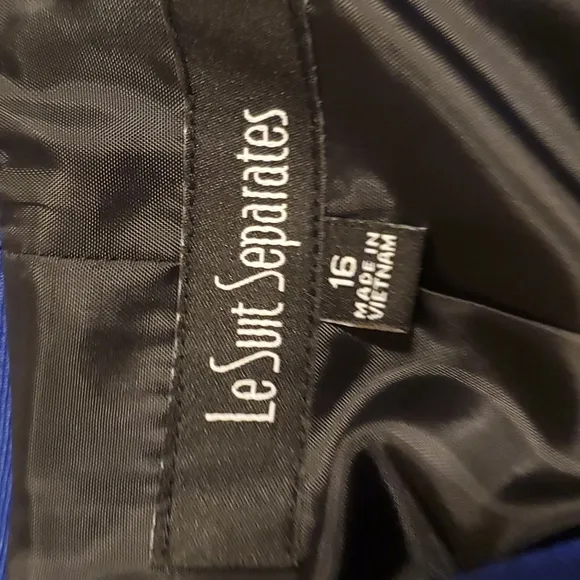 Le Suit Separates
16
MADE IN
VIETNAM